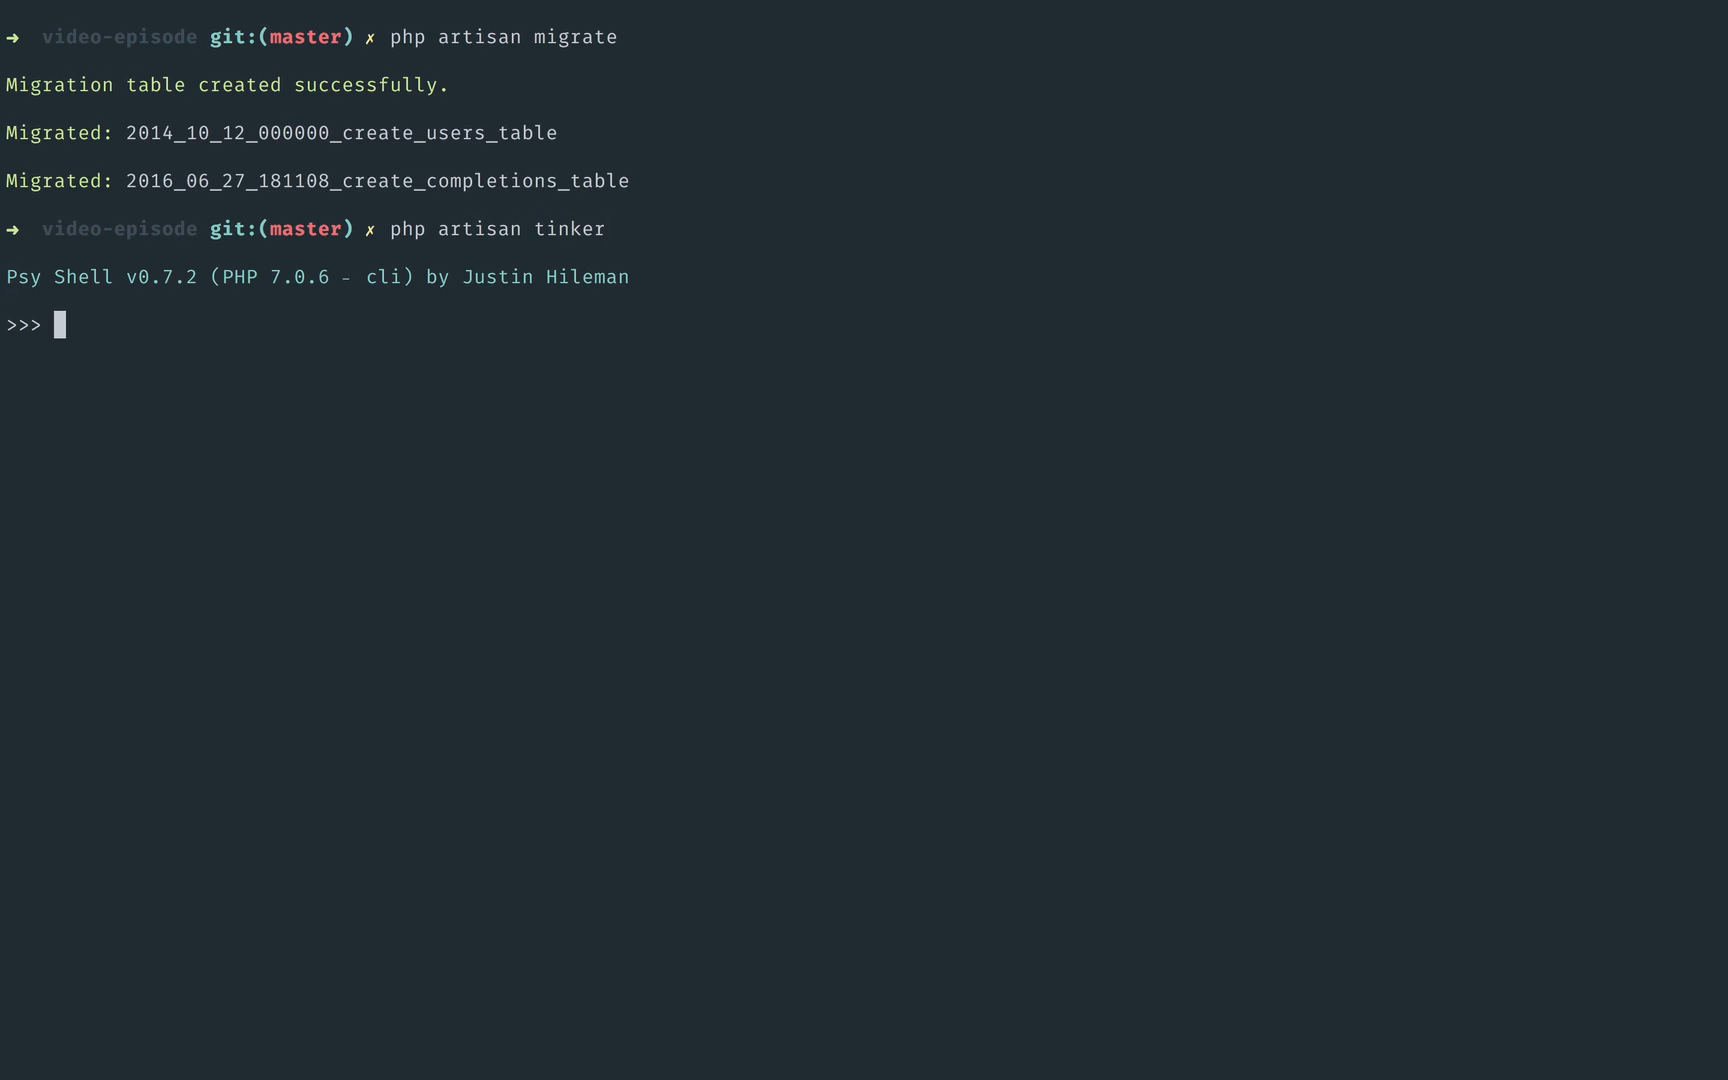 ➜  video-episode git:(master) ✗ php artisan migrate
Migration table created successfully.
Migrated: 2014_10_12_000000_create_users_table
Migrated: 2016_06_27_181108_create_completions_table
➜  video-episode git:(master) ✗ php artisan tinker
Psy Shell v0.7.2 (PHP 7.0.6 – cli) by Justin Hileman
>>>